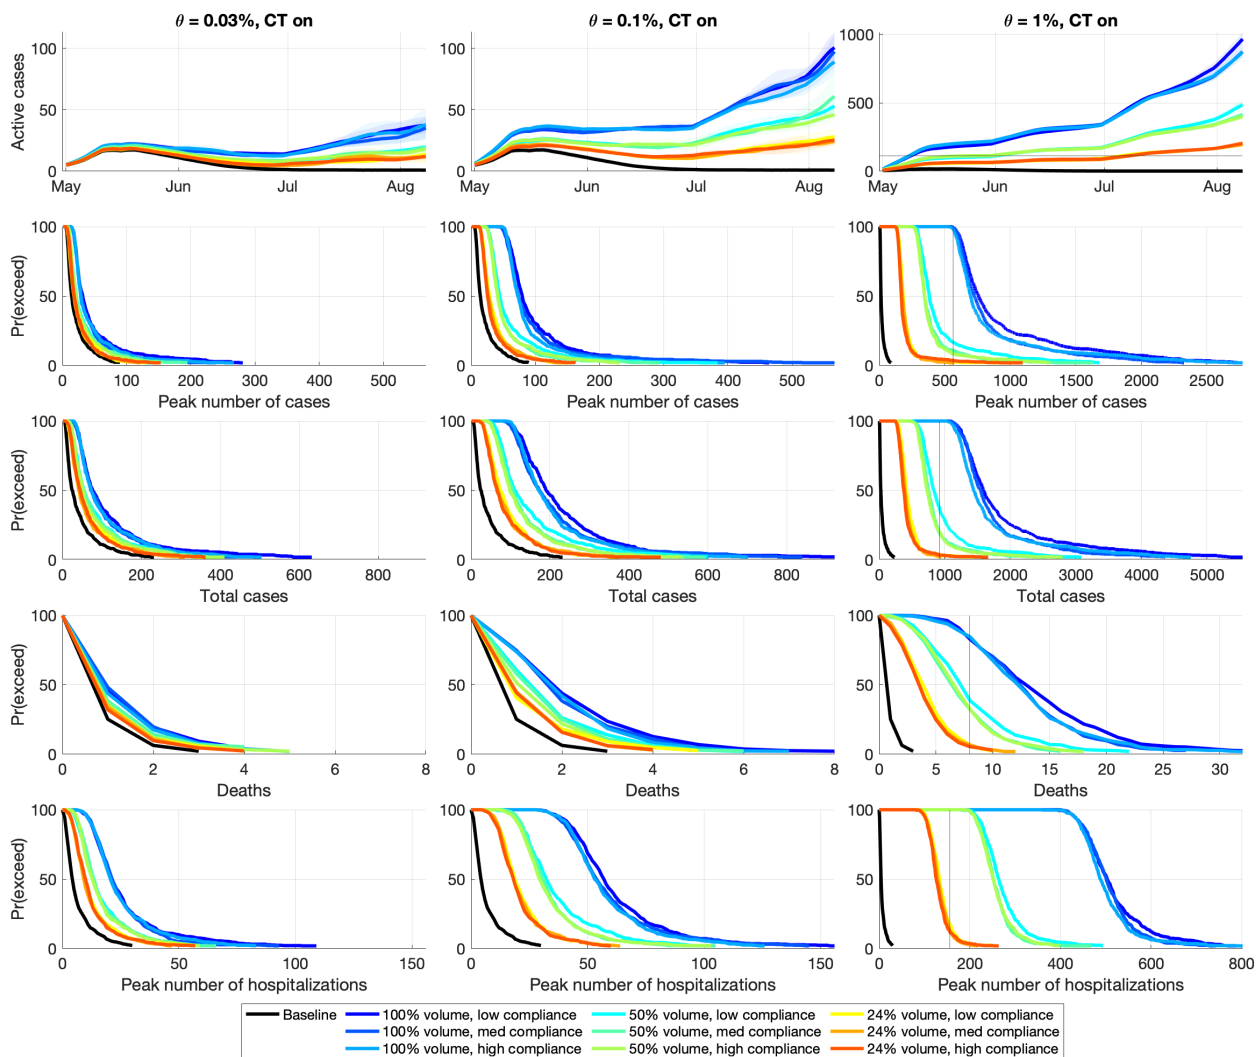 θ = 0.03%, CT on
θ = 0.1%, CT on
θ = 1%, CT on
Active cases
100
50
0
May Jun Jul Aug
100
50
0
May Jun Jul Aug
1000
500
0
May Jun Jul Aug
Pr(exceed)
100
50
0
0 100 200 300 400 500
Peak number of cases
100
50
0
0 100 200 300 400 500
Peak number of cases
100
50
0
0 500 1000 1500 2000 2500
Peak number of cases
Pr(exceed)
100
50
0
0 200 400 600 800
Total cases
100
50
0
0 200 400 600 800
Total cases
100
50
0
0 1000 2000 3000 4000 5000
Total cases
Pr(exceed)
100
50
0
0 2 4 6 8
Deaths
100
50
0
0 2 4 6 8
Deaths
100
50
0
0 5 10 15 20 25 30
Deaths
Pr(exceed)
100
50
0
0 50 100 150
Peak number of hospitalizations
100
50
0
0 50 100 150
Peak number of hospitalizations
100
50
0
0 200 400 600 800
Peak number of hospitalizations
Baseline
100% volume, low compliance
100% volume, med compliance
100% volume, high compliance
50% volume, low compliance
50% volume, med compliance
50% volume, high compliance
24% volume, low compliance
24% volume, med compliance
24% volume, high compliance